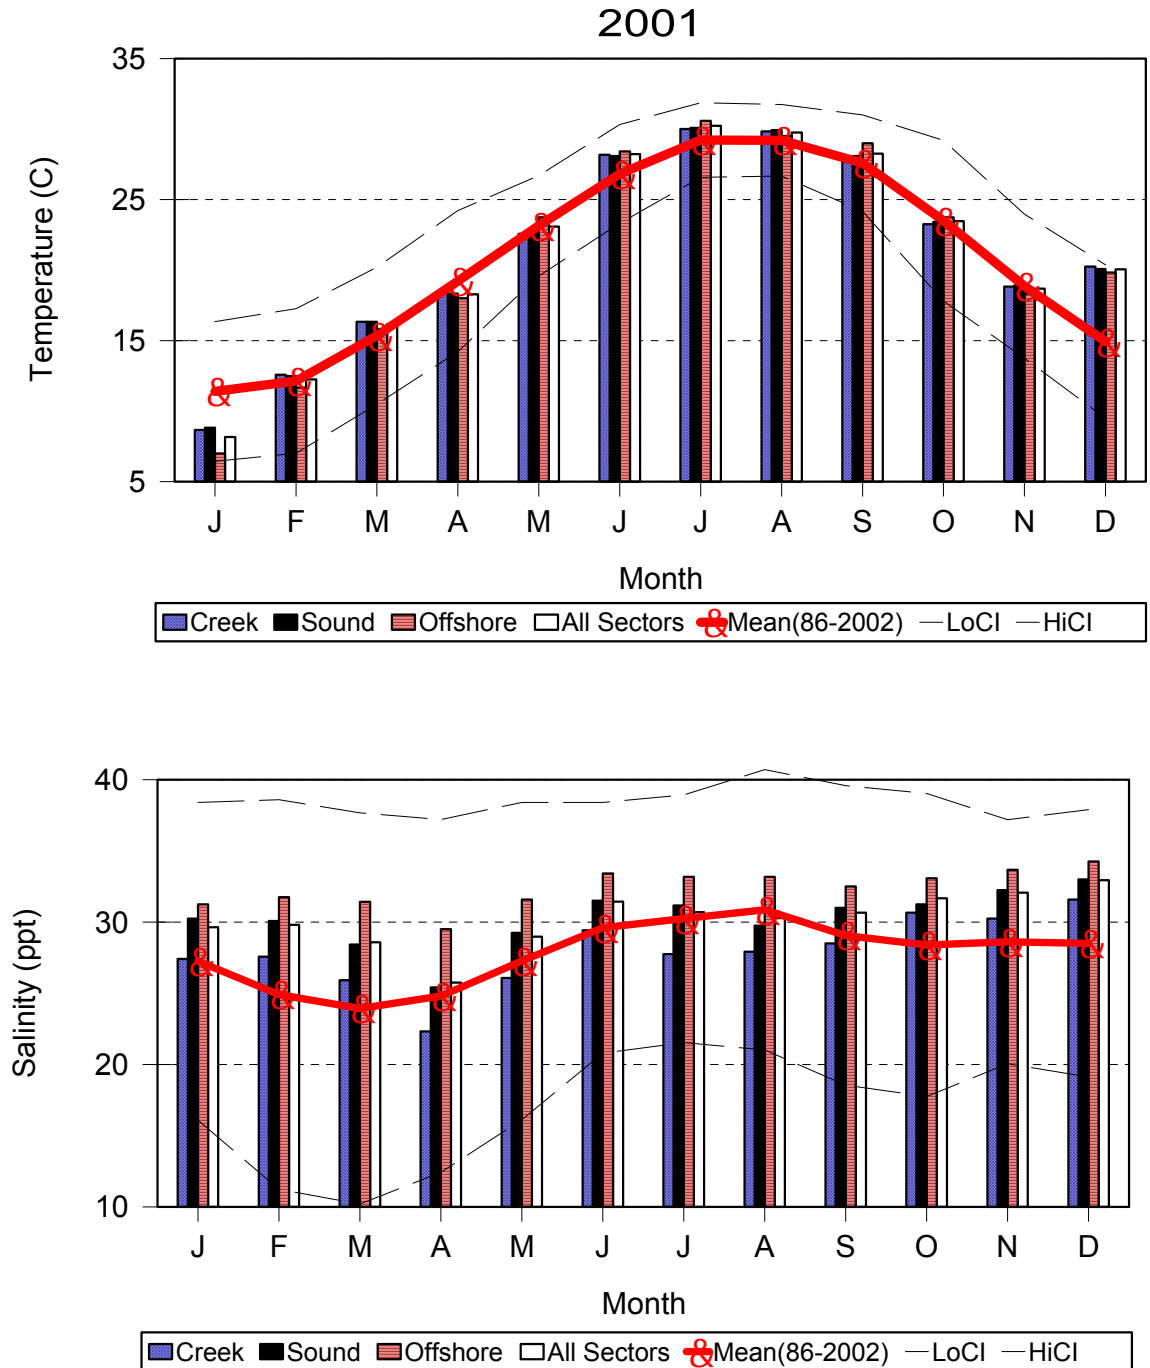 2001
35
25
15
5
Temperature (C)
J F M A M J J A S O N D
Month
Creek Sound Offshore All Sectors & Mean(86-2002) LoCI HiCI
40
30
20
10
Salinity (ppt)
J F M A M J J A S O N D
Month
Creek Sound Offshore All Sectors & Mean(86-2002) LoCI HiCI